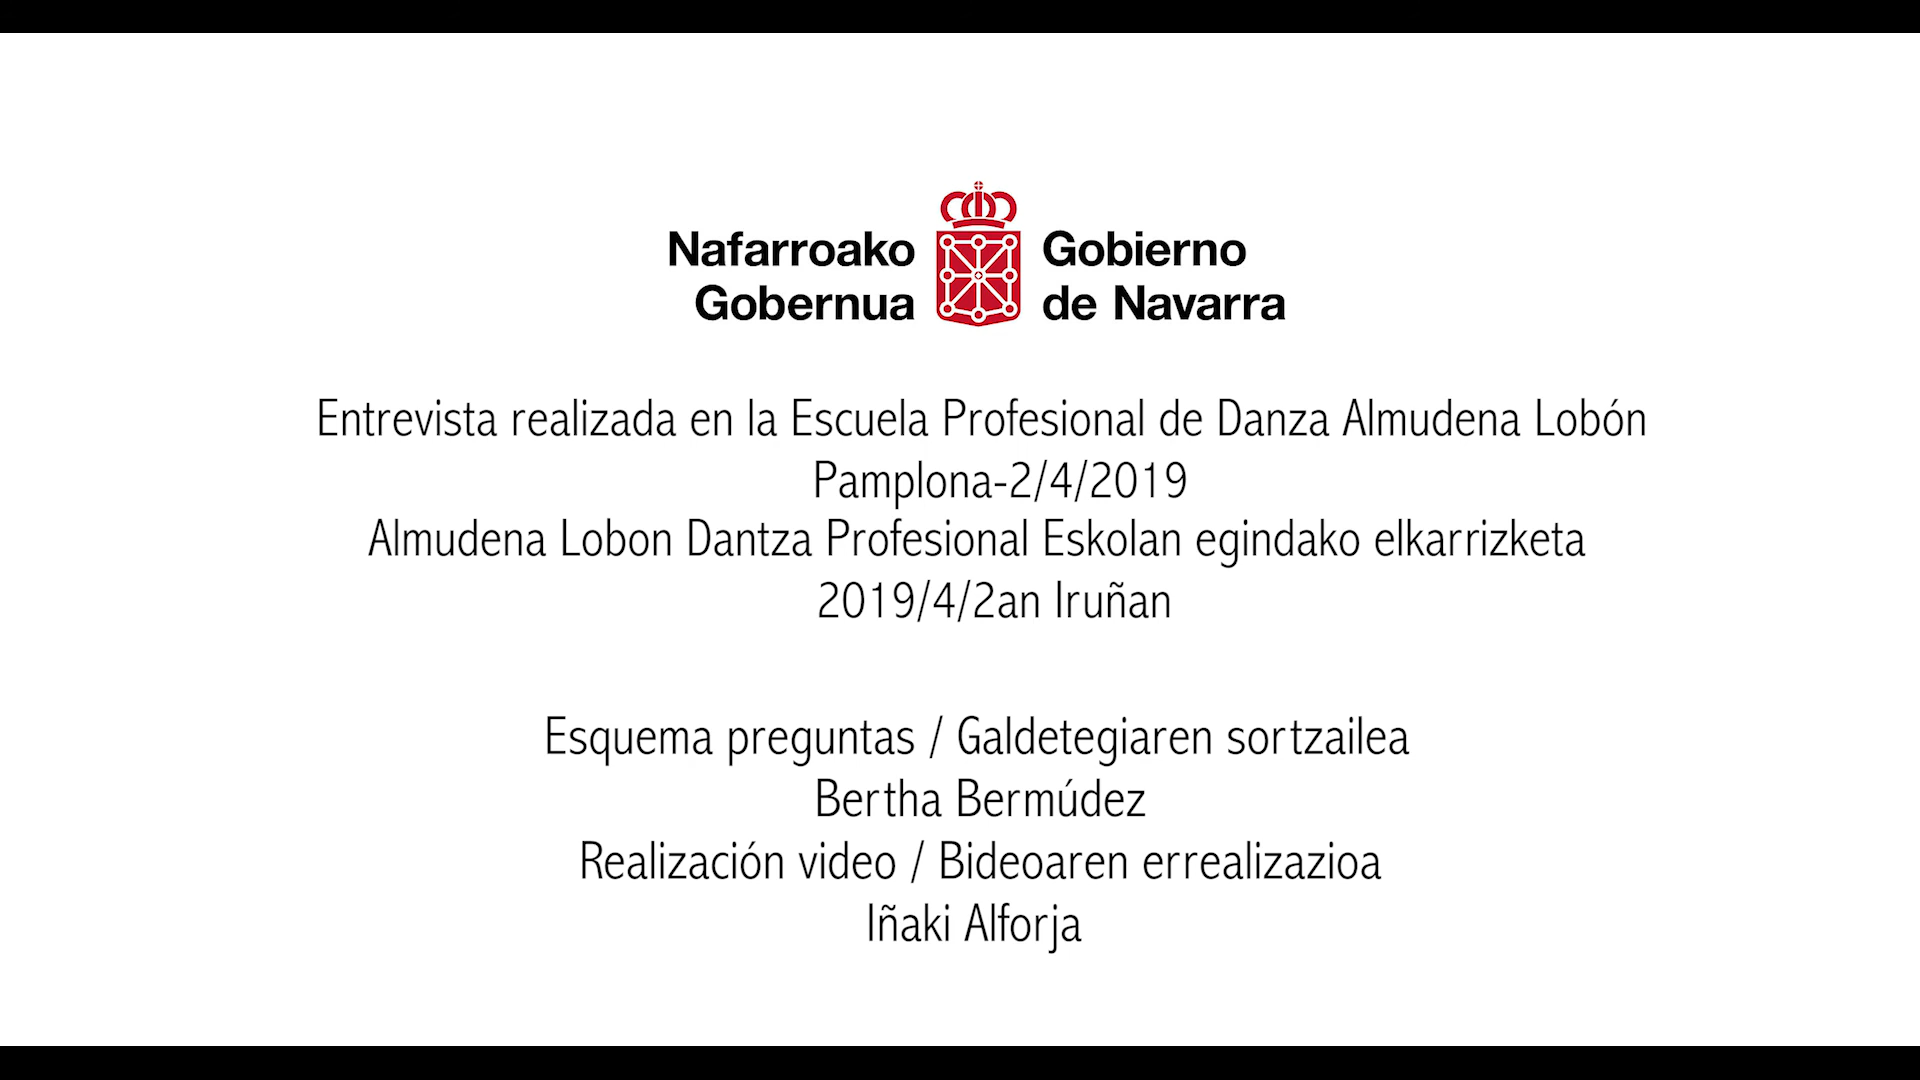 Nafarroako
Gobernua
Gobierno
de Navarra
Entrevista realizada en la Escuela Profesional de Danza Almudena Lobón
Pamplona-2/4/2019
Almudena Lobon Dantza Profesional Eskolan egindako elkarrizketa
2019/4/2an Iruñan
Esquema preguntas / Galdetegiaren sortzailea
Bertha Bermúdez
Realización video / Bideoaren errealizazioa
Iñaki Alforja